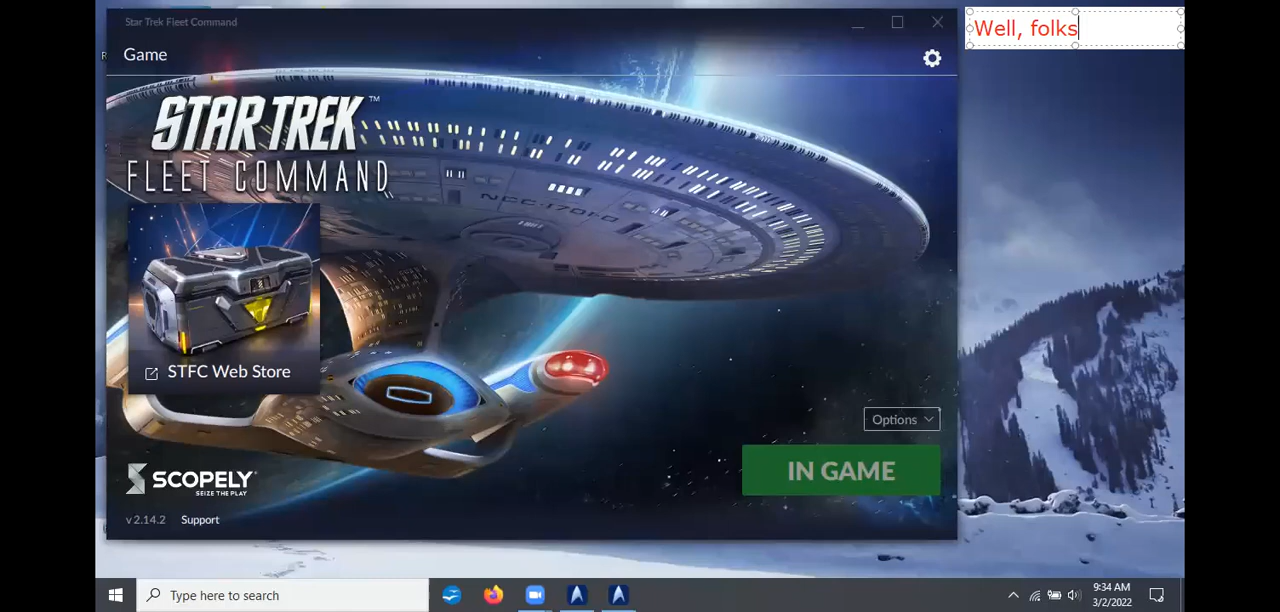 Star Trek Fleet Command
Well, folks
Game
STAR TREK™
FLEET COMMAND
NCC-1701-D
STFC Web Store
Options
IN GAME
SCOPELY®
SEIZE THE PLAY
v 2.14.2 Support
Type here to search
9:34 AM
3/2/2022